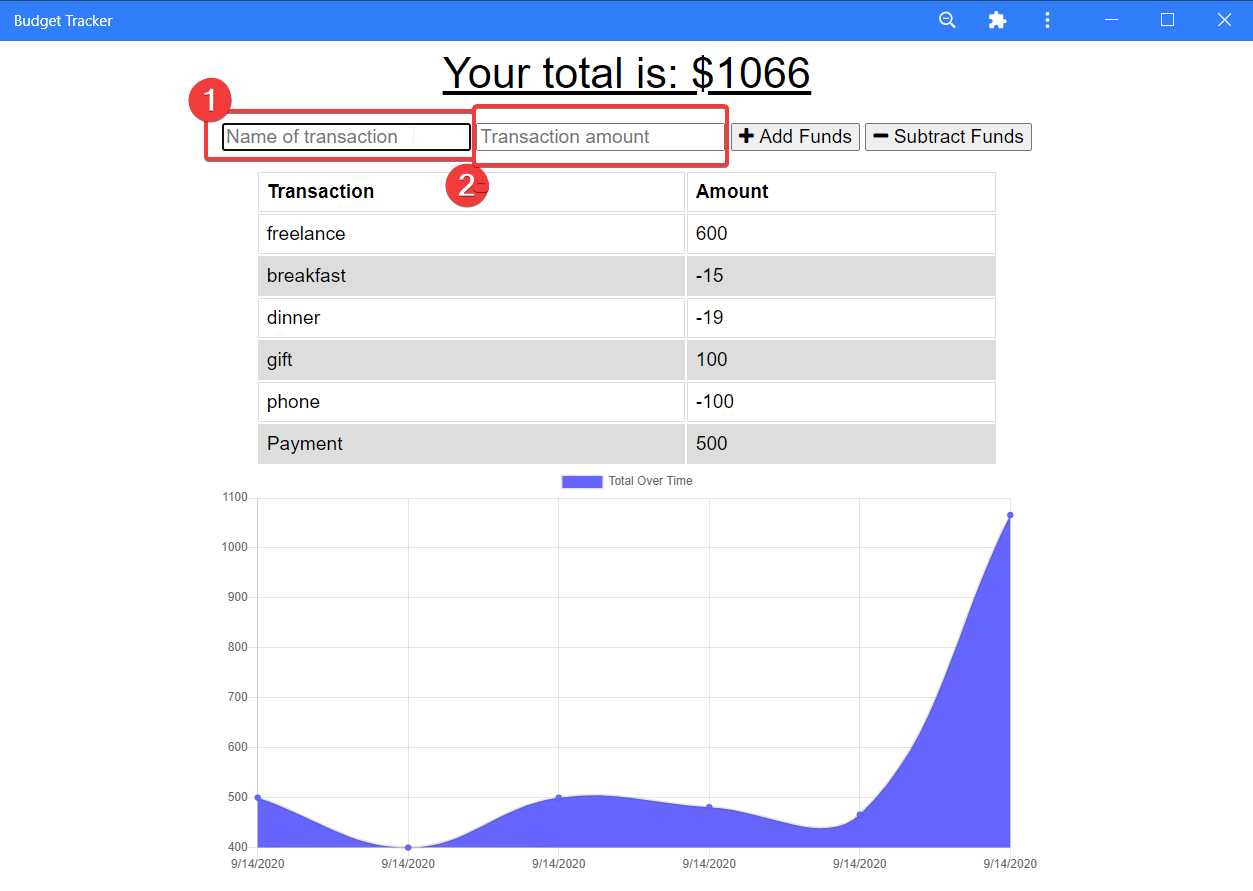 Budget Tracker
Your total is: $1066
1
Name of transaction Transaction amount Add Funds Subtract Funds
2
Transaction Amount
freelance 600
breakfast -15
dinner -19
gift 100
phone -100
Payment 500
Total Over Time
1100
1000
900
800
700
600
500
400
9/14/2020 9/14/2020 9/14/2020 9/14/2020 9/14/2020 9/14/2020